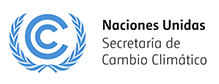 Naciones Unidas
Secretaría de
Cambio Climático